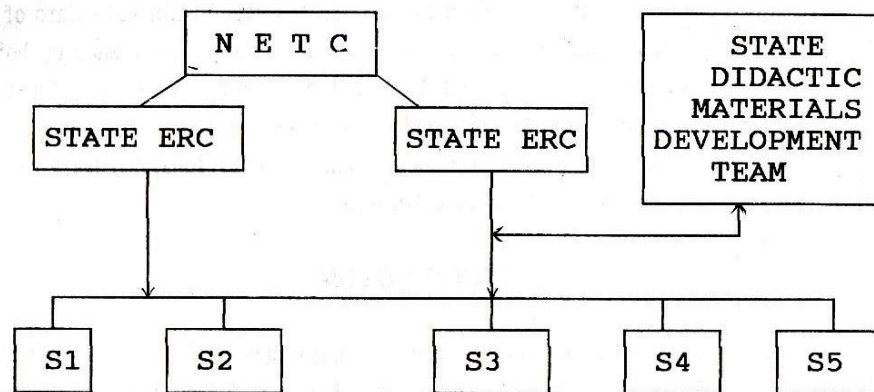 N E T C
STATE ERC
STATE ERC
STATE
DIDACTIC
MATERIALS
DEVELOPMENT
TEAM
S1
S2
S3
S4
S5